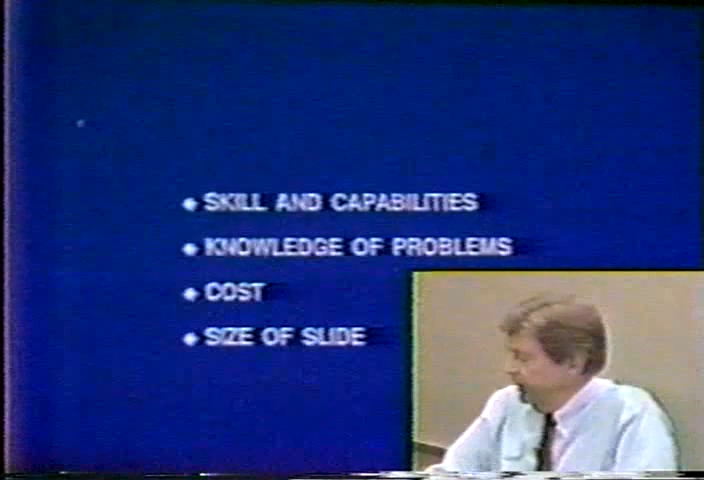 SKILL AND CAPABILITIES
KNOWLEDGE OF PROBLEMS
COST
SIZE OF SLIDE